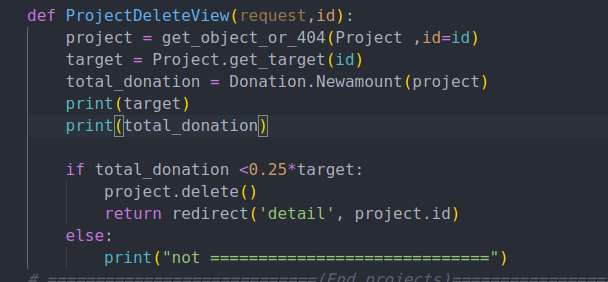 def ProjectDeleteView(request,id):
project = get_object_or_404(Project ,id=id)
target = Project.get_target(id)
total_donation = Donation.Newamount(project)
print(target)
print(total_donation)
if total_donation <0.25*target:
project.delete()
return redirect('detail', project.id)
else:
print("not =============================")
# ============================(End projects)================